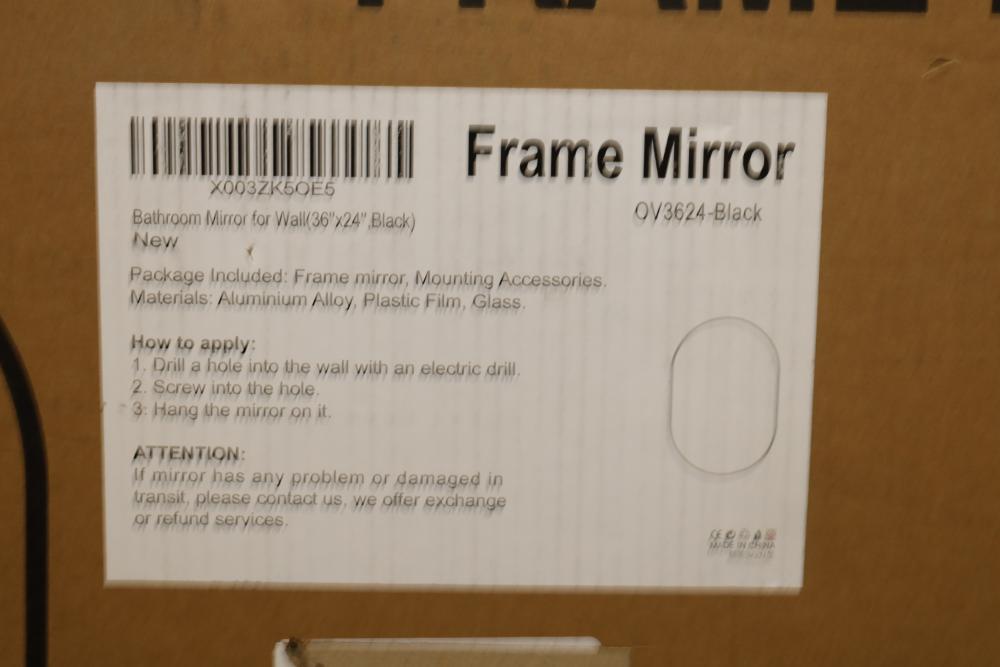 X003ZK5OE5
Frame Mirror
OV3624-Black
Bathroom Mirror for Wall(36"x24",Black)
New
Package Included: Frame mirror, Mounting Accessories.
Materials: Aluminium Alloy, Plastic Film, Glass.
How to apply:
1. Drill a hole into the wall with an electric drill.
2. Screw into the hole.
3. Hang the mirror on it.
ATTENTION:
If mirror has any problem or damaged in
transit, please contact us, we offer exchange
or refund services.
CE
MADE IN CHINA